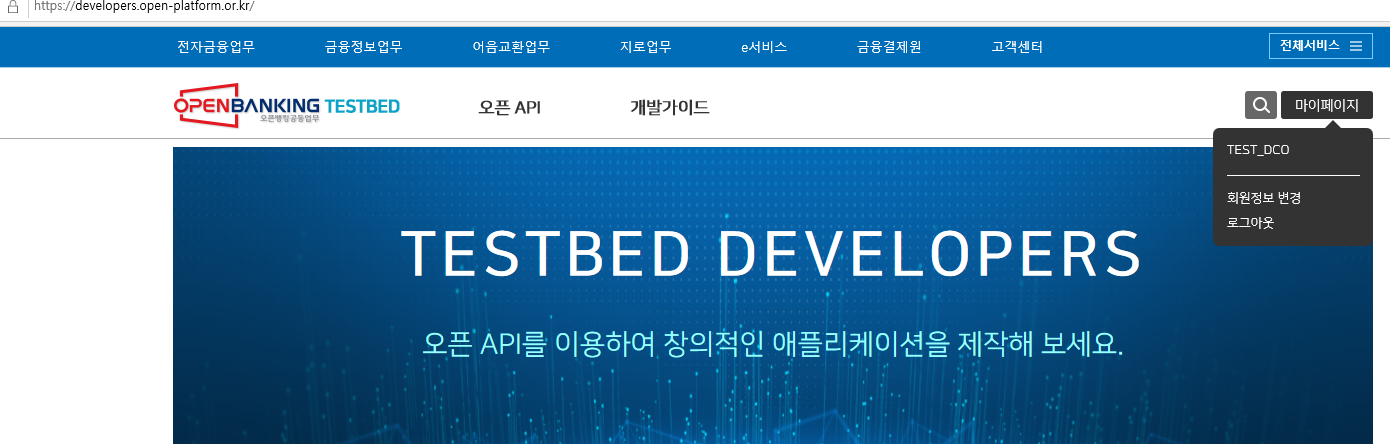 https://developers.open-platform.or.kr/
전자금융업무 금융정보업무 어음교환업무 지로업무 e서비스 금융결제원 고객센터 전체서비스
OPENBANKING TESTBED
오픈뱅킹공동업무
오픈 API 개발가이드 마이페이지
TEST_DCO
회원정보 변경
로그아웃
TESTBED DEVELOPERS
오픈 API를 이용하여 창의적인 애플리케이션을 제작해 보세요.